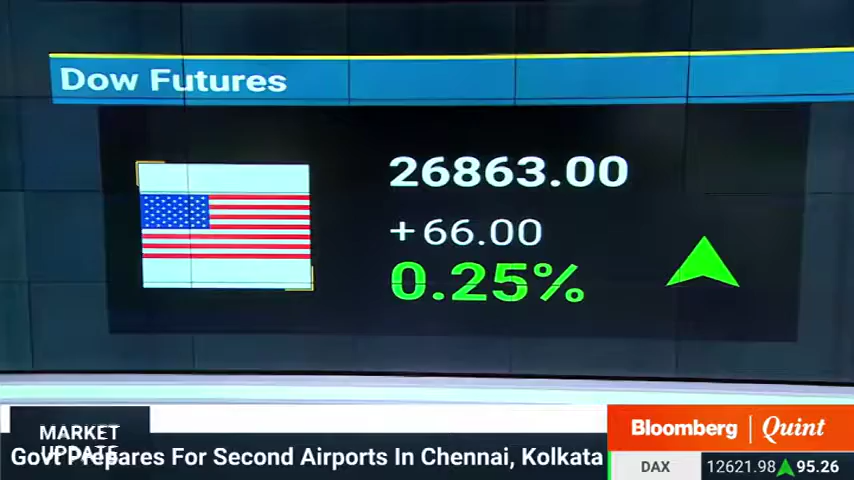 Dow Futures
26863.00
+66.00
0.25%
MARKET
UPDATE
Govt Prepares For Second Airports In Chennai, Kolkata
Bloomberg | Quint
DAX 12621.98 95.26